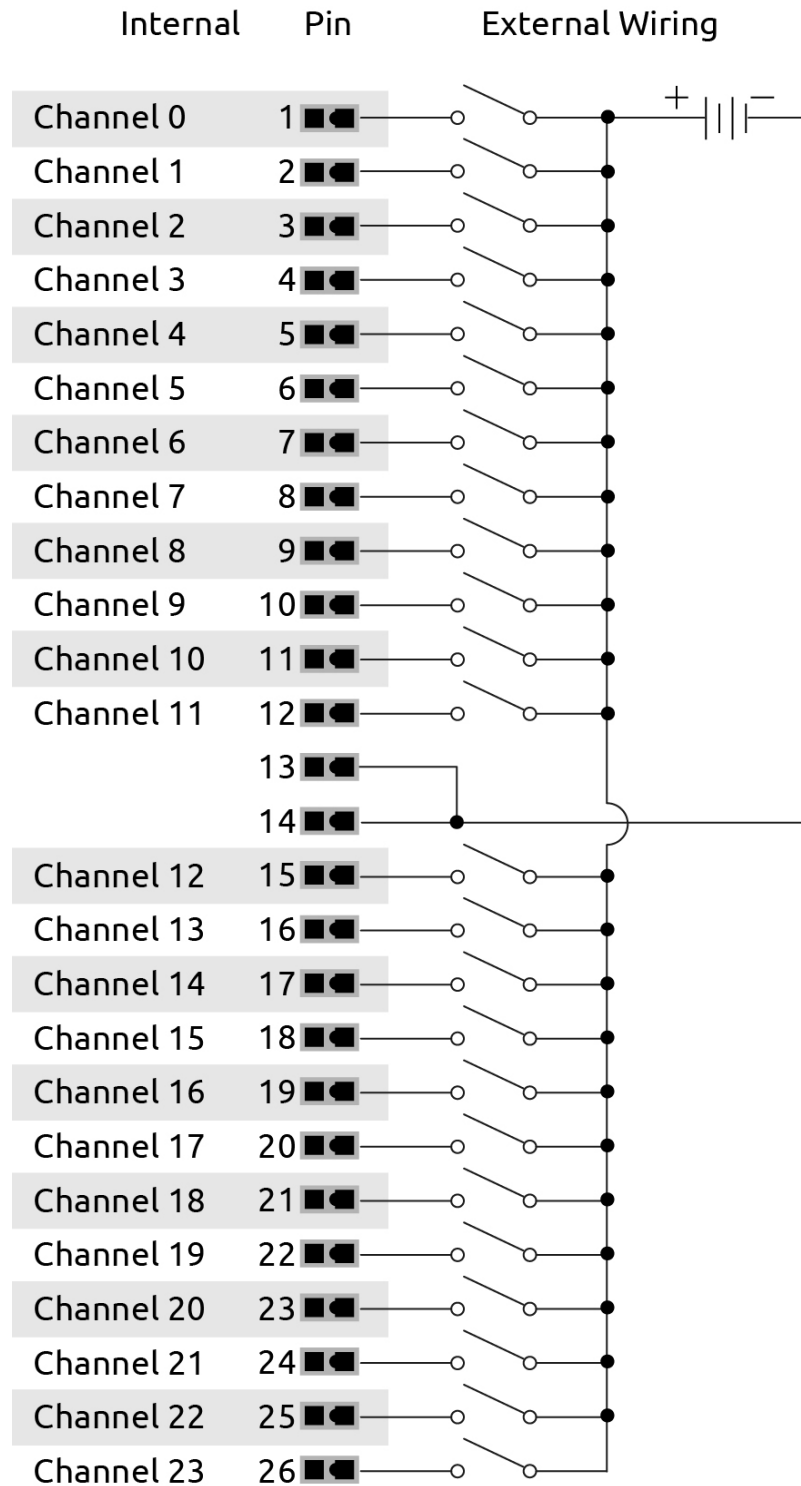 Internal Pin External Wiring
+ −
Channel 0 1
Channel 1 2
Channel 2 3
Channel 3 4
Channel 4 5
Channel 5 6
Channel 6 7
Channel 7 8
Channel 8 9
Channel 9 10
Channel 10 11
Channel 11 12
13
14
Channel 12 15
Channel 13 16
Channel 14 17
Channel 15 18
Channel 16 19
Channel 17 20
Channel 18 21
Channel 19 22
Channel 20 23
Channel 21 24
Channel 22 25
Channel 23 26